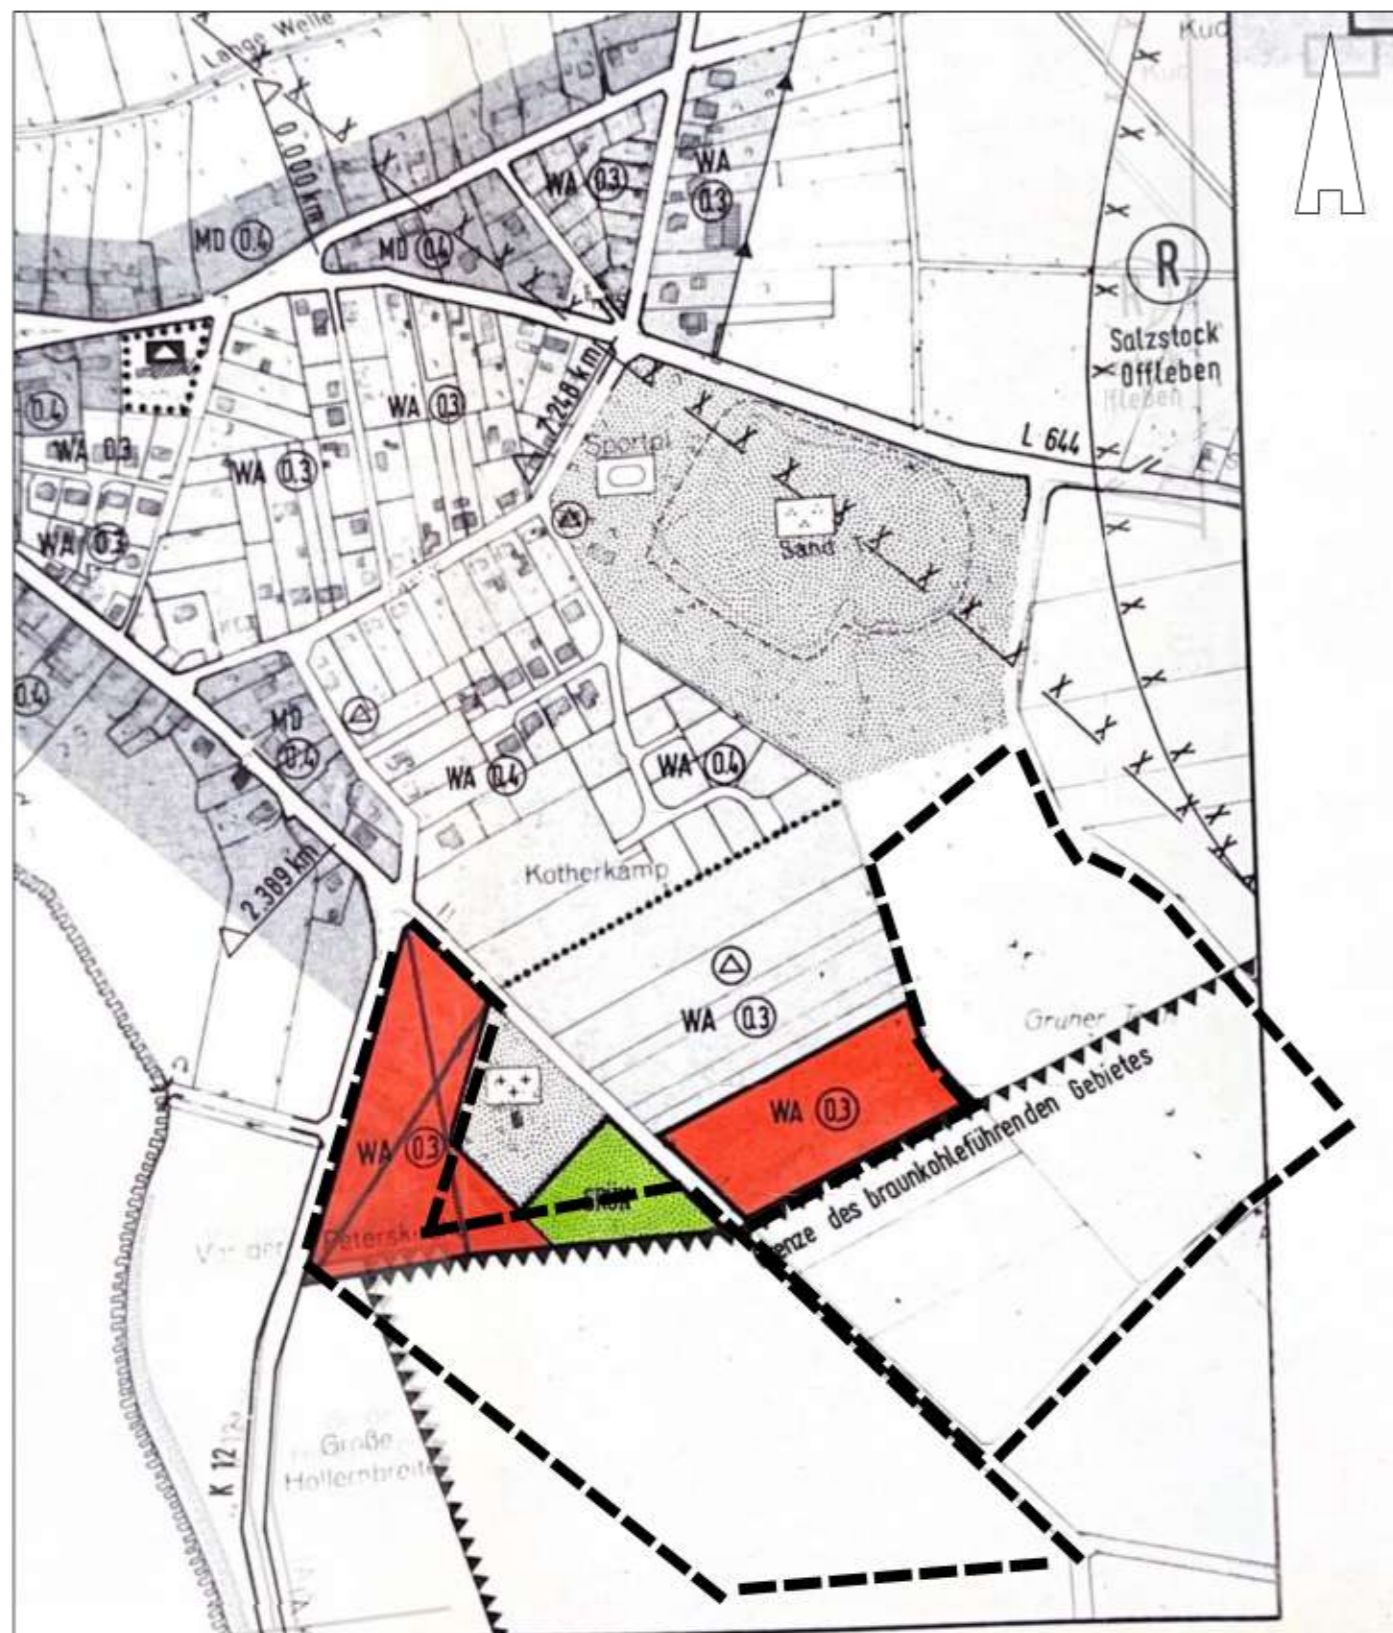 Lange Welle
0.000 km
MD 0.4
MD 0.4
WA 0.3
WA 0.3
R
Salzstock
Offleben
L 644
0.4
WA 0.3
WA 0.3
WA 0.3
WA 0.3
7.248 km
Sportpl
Sand
0.4
MD
0.4
WA 0.4
WA 0.4
2.389 km
Kotherkamp
WA 0.3
WA 0.3
WA 0.3
GRÜN
enze des braunkohleführenden Gebietes
K 12
Große
Hollernbreite